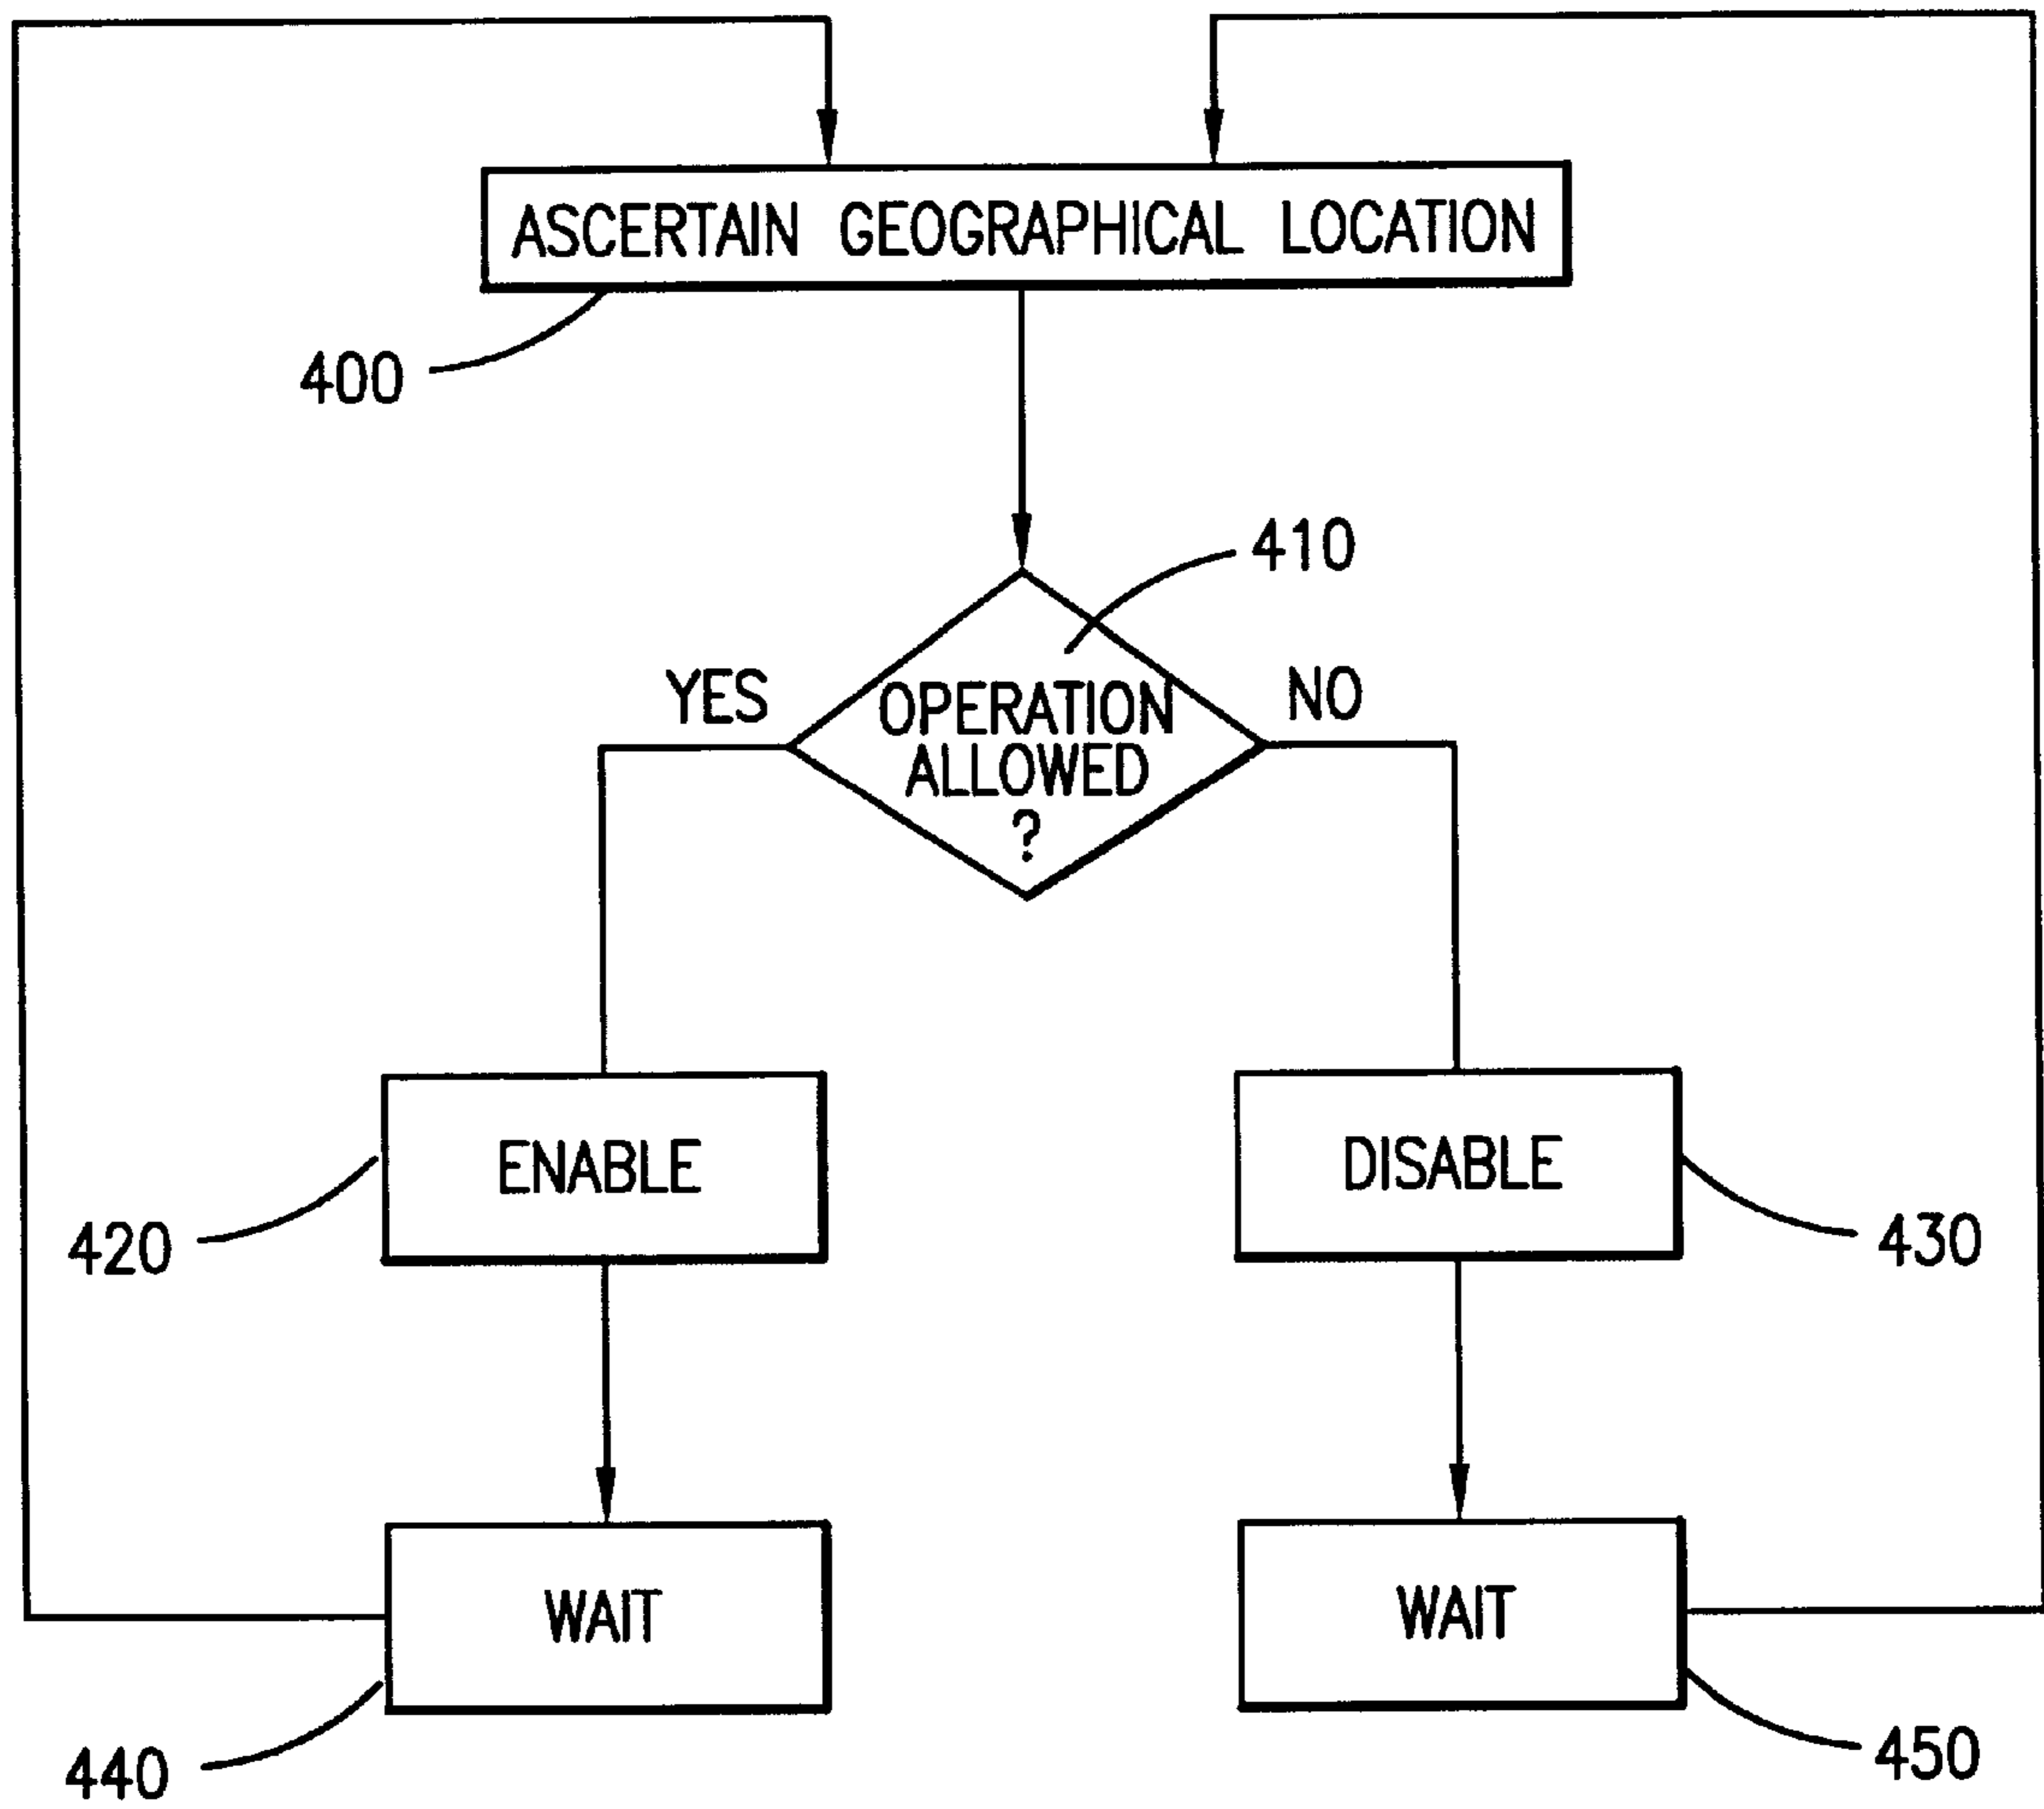 ASCERTAIN GEOGRAPHICAL LOCATION
400
410
YES
NO
OPERATION
ALLOWED
?
ENABLE
DISABLE
420
430
WAIT
WAIT
440
450